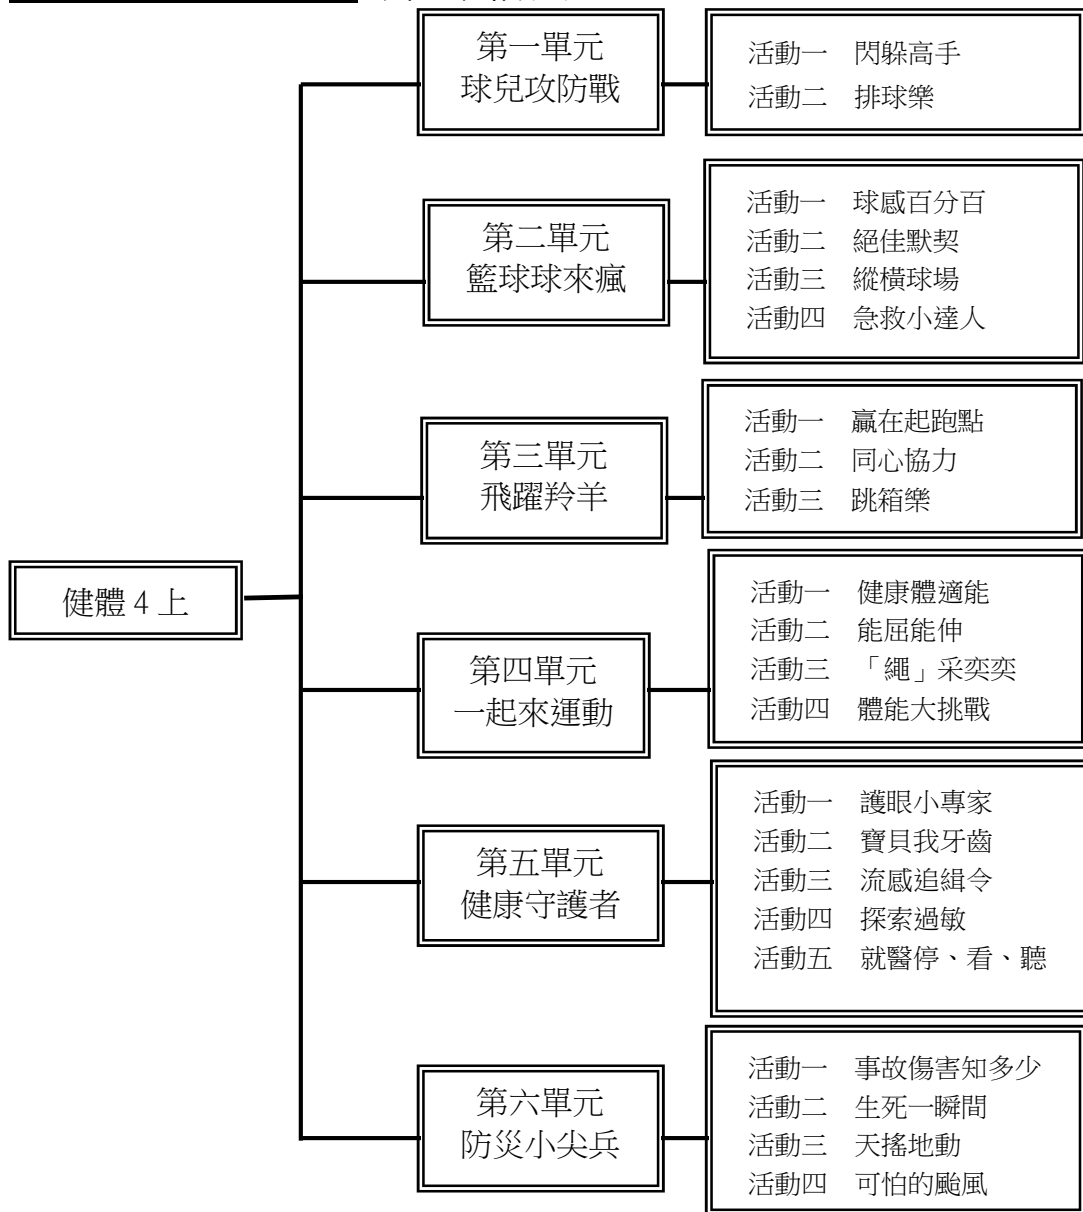 健體 4 上
第一單元
球兒攻防戰
活動一　閃躲高手
活動二　排球樂
第二單元
籃球球來瘋
活動一　球感百分百
活動二　絕佳默契
活動三　縱橫球場
活動四　急救小達人
第三單元
飛躍羚羊
活動一　贏在起跑點
活動二　同心協力
活動三　跳箱樂
第四單元
一起來運動
活動一　健康體適能
活動二　能屈能伸
活動三　「繩」采奕奕
活動四　體能大挑戰
第五單元
健康守護者
活動一　護眼小專家
活動二　寶貝我牙齒
活動三　流感追緝令
活動四　探索過敏
活動五　就醫停、看、聽
第六單元
防災小尖兵
活動一　事故傷害知多少
活動二　生死一瞬間
活動三　天搖地動
活動四　可怕的颱風